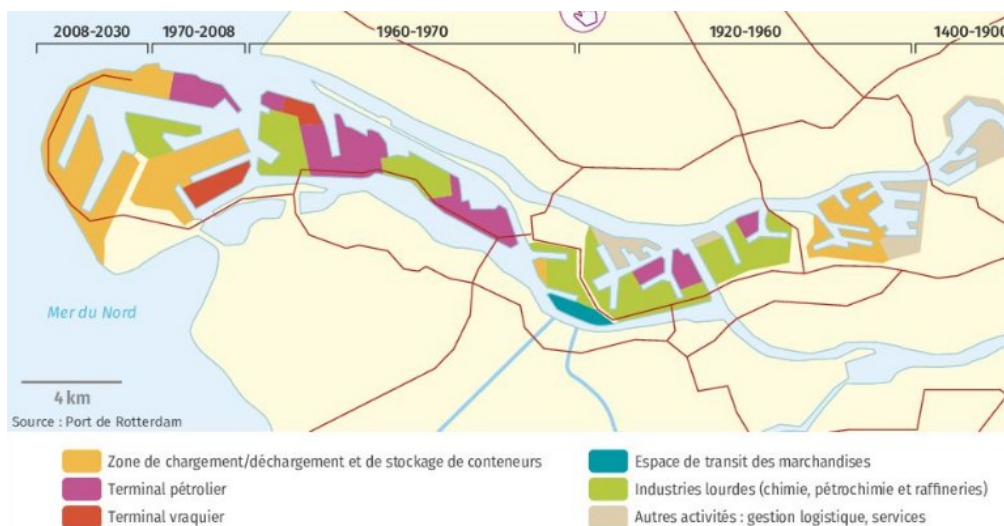 2008-2030 1970-2008 1960-1970 1920-1960 1400-1900
Mer du Nord
4 km
Source : Port de Rotterdam
Zone de chargement/déchargement et de stockage de conteneurs
Terminal pétrolier
Terminal vraquier
Espace de transit des marchandises
Industries lourdes (chimie, pétrochimie et raffineries)
Autres activités : gestion logistique, services